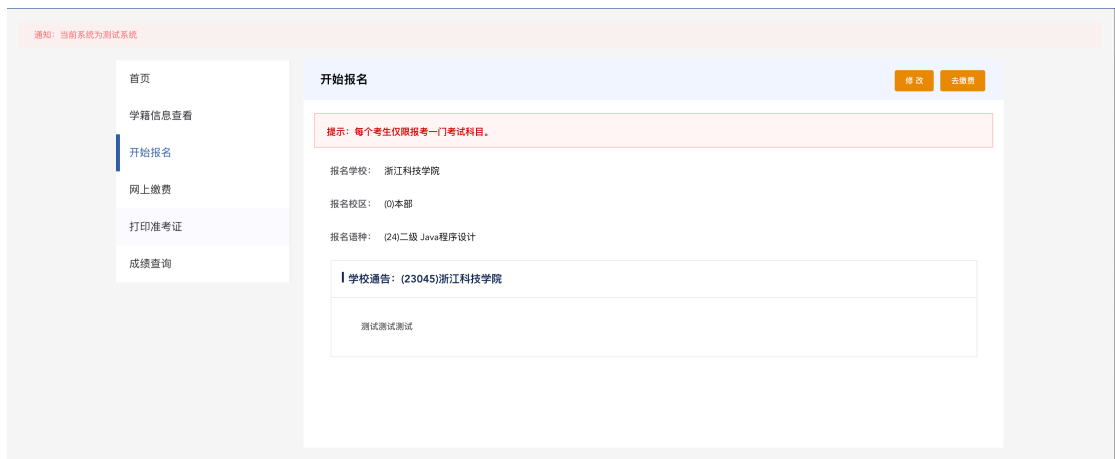 通知：当前系统为测试系统
首页
学籍信息查看
开始报名
网上缴费
打印准考证
成绩查询
开始报名
修 改
去缴费
提示：每个考生仅限报考一门考试科目。
报名学校： 浙江科技学院
报名校区： (0)本部
报名语种： (24)二级 Java程序设计
学校通告：(23045)浙江科技学院
测试测试测试